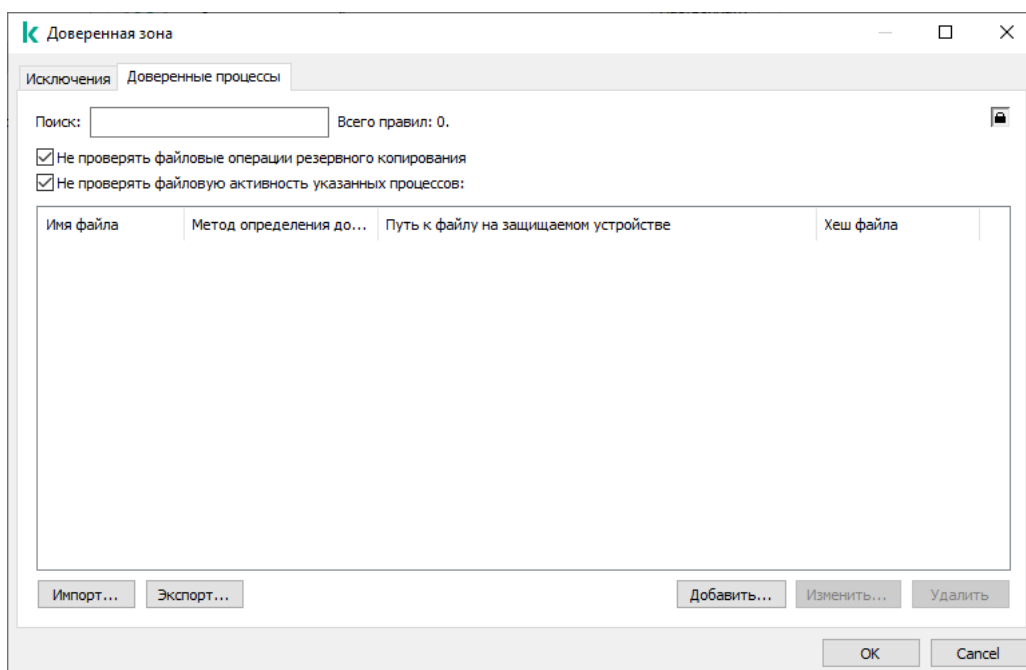 Доверенная зона
Исключения Доверенные процессы
Поиск: Всего правил: 0.
Не проверять файловые операции резервного копирования
Не проверять файловую активность указанных процессов:
Имя файла Метод определения до... Путь к файлу на защищаемом устройстве Хеш файла
Импорт... Экспорт... Добавить... Изменить... Удалить
OK Cancel